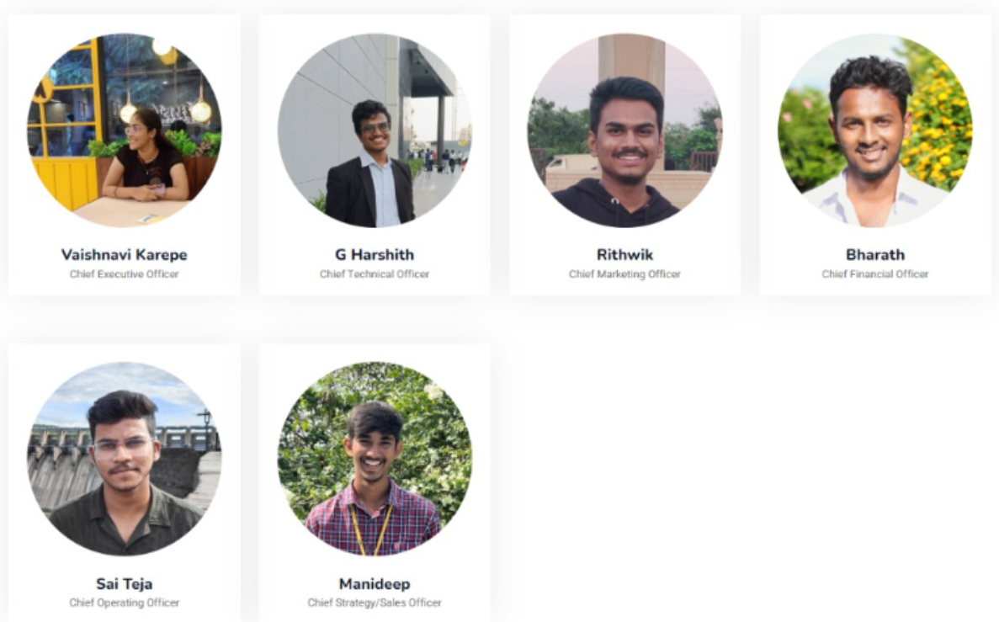 Vaishnavi Karepe
Chief Executive Officer
G Harshith
Chief Technical Officer
Rithwik
Chief Marketing Officer
Bharath
Chief Financial Officer
Sai Teja
Chief Operating Officer
Manideep
Chief Strategy/Sales Officer